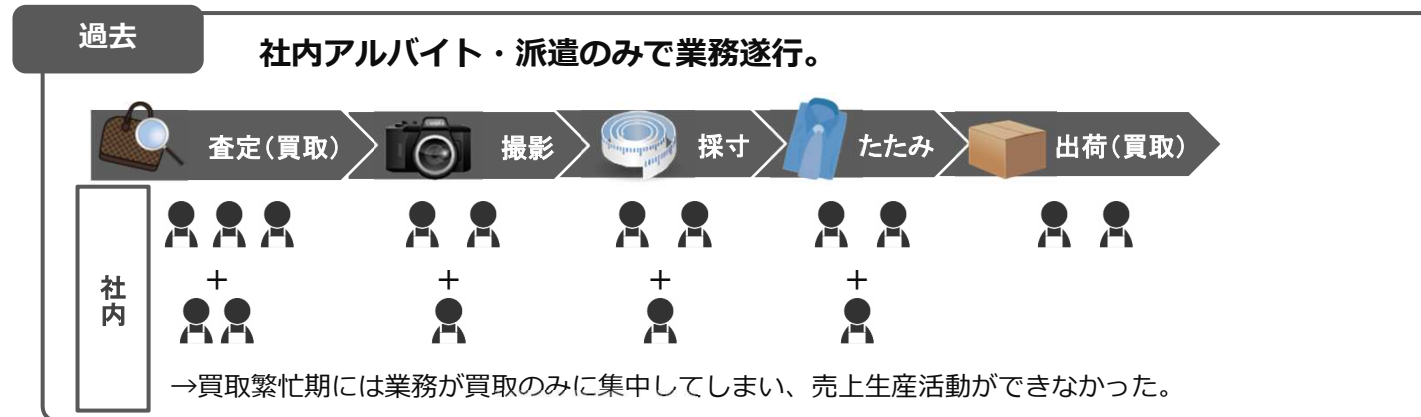 過去
社内アルバイト・派遣のみで業務遂行。
査定(買取)
撮影
採寸
たたみ
出荷(買取)
社内
+
+
+
+
→買取繁忙期には業務が買取のみに集中してしまい、売上生産活動ができなかった。